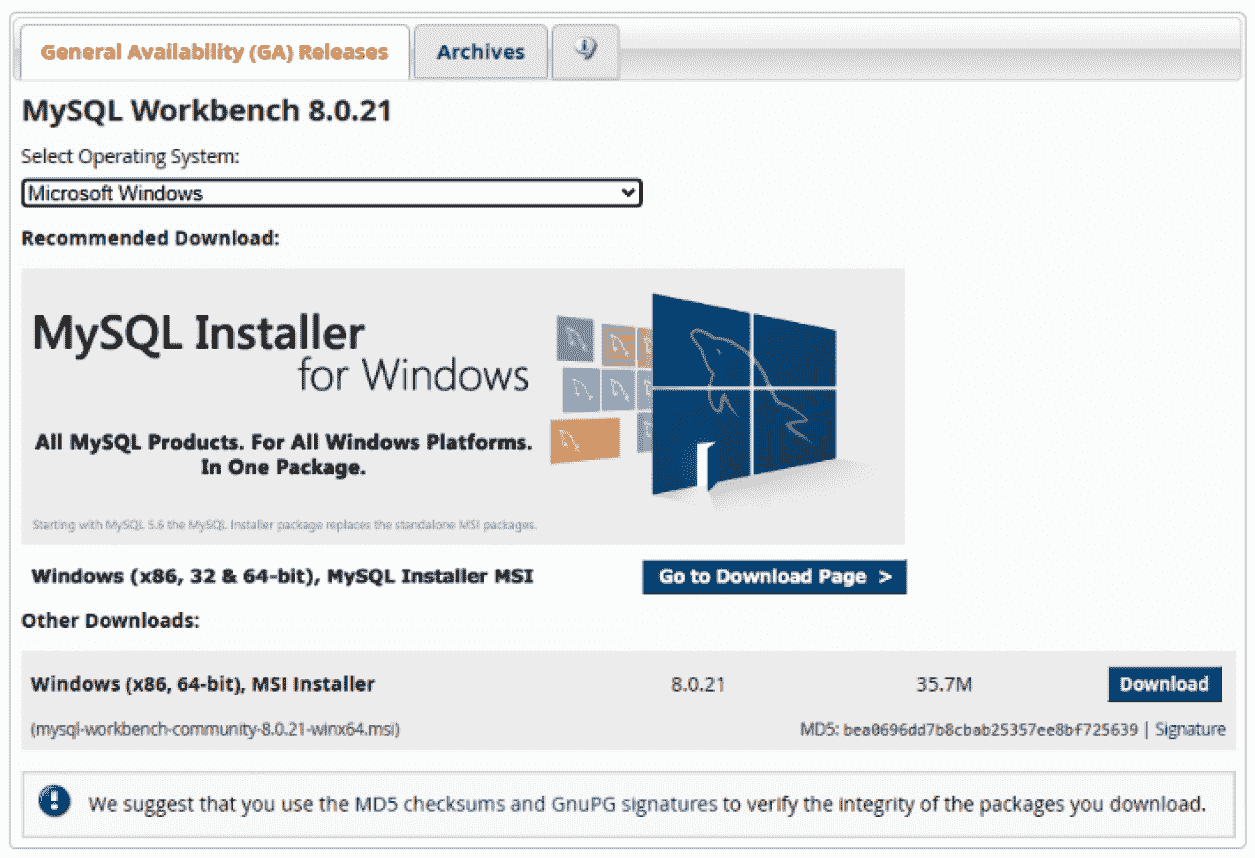 General Availability (GA) Releases
Archives
MySQL Workbench 8.0.21
Select Operating System:
Microsoft Windows
Recommended Download:
MySQL Installer
for Windows
All MySQL Products. For All Windows Platforms.
In One Package.
Starting with MySQL 5.6 the MySQL Installer package replaces the standalone MSI packages.
Windows (x86, 32 & 64-bit), MySQL Installer MSI
Go to Download Page >
Other Downloads:
Windows (x86, 64-bit), MSI Installer 8.0.21 35.7M Download
(mysql-workbench-community-8.0.21-winx64.msi) MD5: bea0696dd7b8cbab25357ee8bf725639 | Signature
We suggest that you use the MD5 checksums and GnuPG signatures to verify the integrity of the packages you download.